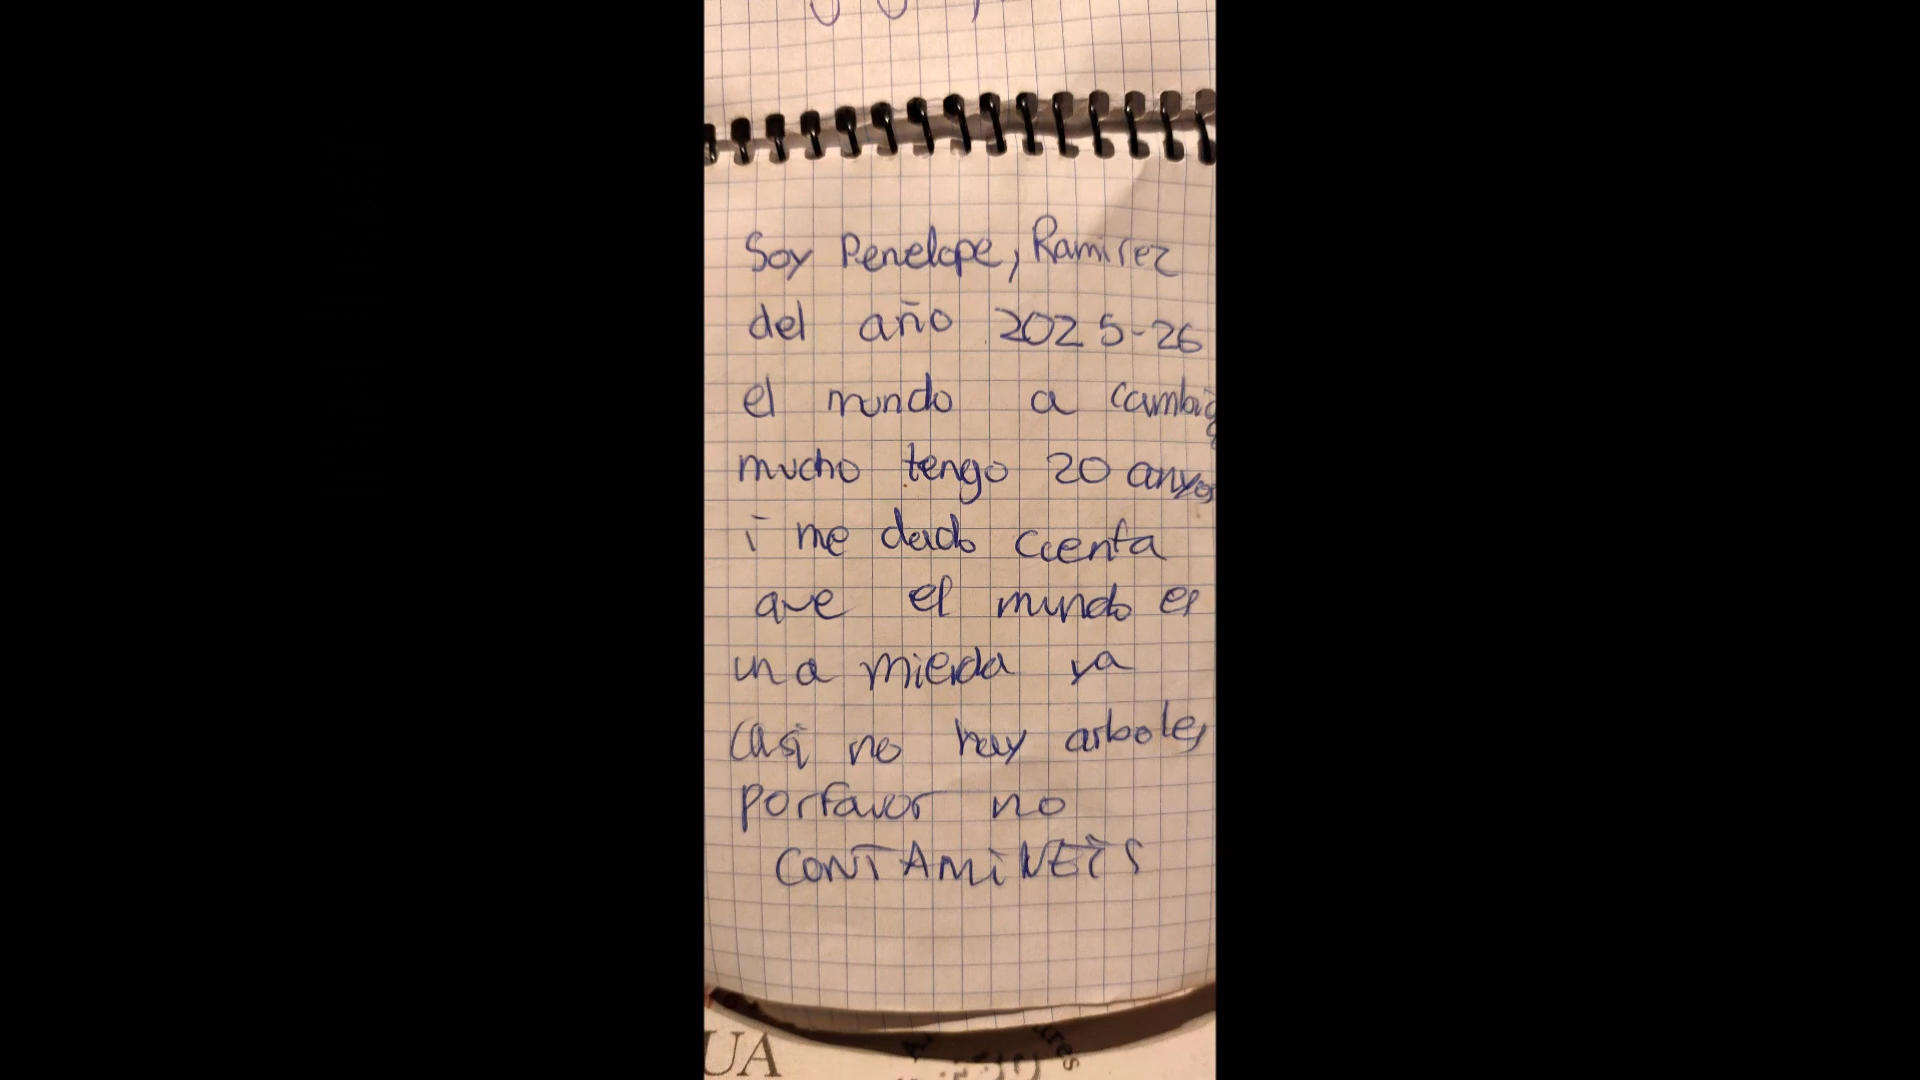 Soy Penelope, Ramirez
del año 2025-26
el mundo a cambia
mucho tengo 20 anyos
i me dado cuenta
que el mundo es
una mierda ya
casi no hay arboles
porfavor no
CONTAMiNEiS
UA